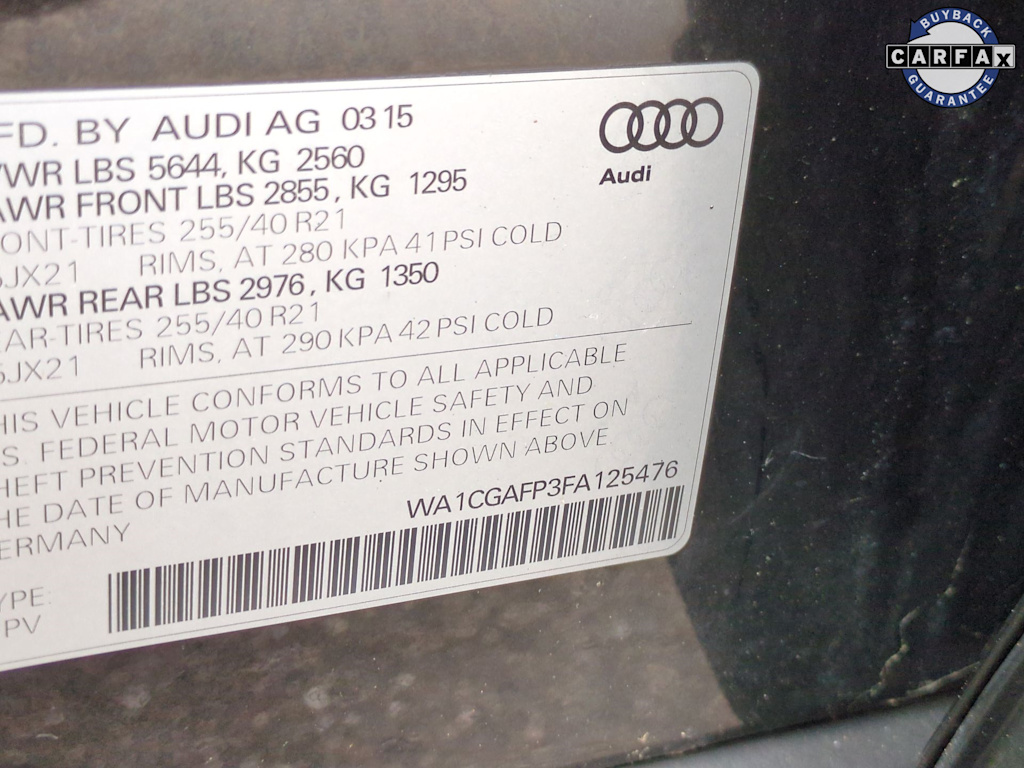 BUYBACK
CARFAX
GUARANTEE
FD. BY AUDI AG 03 15
VWR LBS 5644, KG 2560
AWR FRONT LBS 2855, KG 1295
ONT-TIRES 255/40 R21
JX21 RIMS, AT 280 KPA 41 PSI COLD
AWR REAR LBS 2976, KG 1350
EAR-TIRES 255/40 R21
5JX21 RIMS, AT 290 KPA 42 PSI COLD
HIS VEHICLE CONFORMS TO ALL APPLICABLE
S. FEDERAL MOTOR VEHICLE SAFETY AND
HEFT PREVENTION STANDARDS IN EFFECT ON
HE DATE OF MANUFACTURE SHOWN ABOVE.
ERMANY
WA1CGAFP3FA125476
YPE:
PV
Audi